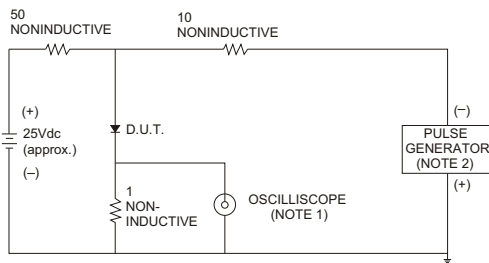 50
NONINDUCTIVE
10
NONINDUCTIVE
(+)
25Vdc
(approx.)
(–)
D.U.T.
1
NON-
INDUCTIVE
OSCILLISCOPE
(NOTE 1)
(–)
PULSE
GENERATOR
(NOTE 2)
(+)